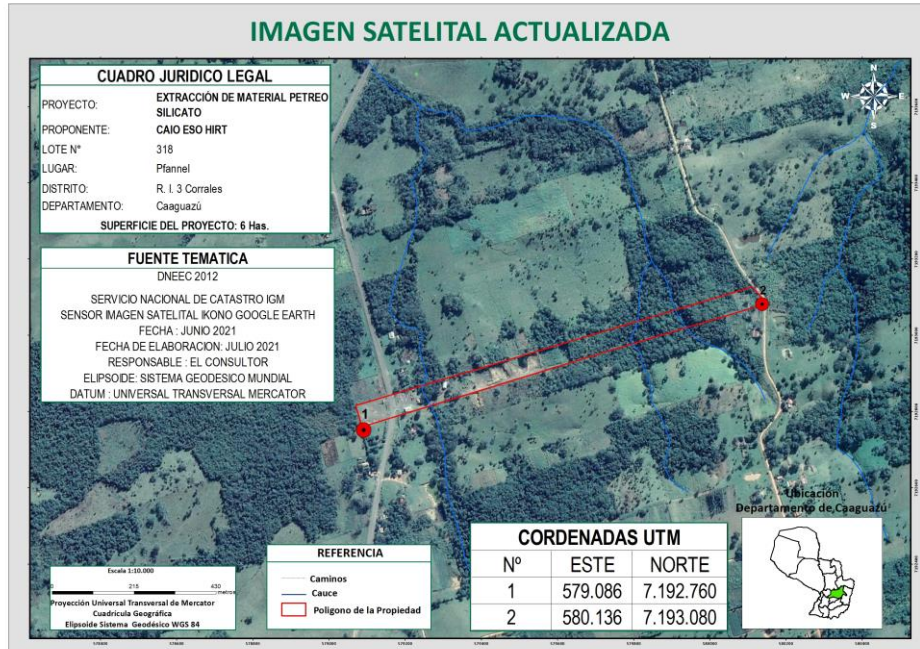 IMAGEN SATELITAL ACTUALIZADA
CUADRO JURIDICO LEGAL
PROYECTO: EXTRACCIÓN DE MATERIAL PETREO
SILICATO
PROPONENTE: CAIO ESO HIRT
LOTE N° 318
LUGAR: Pfannel
DISTRITO: R. I. 3 Corrales
DEPARTAMENTO: Caaguazú
SUPERFICIE DEL PROYECTO: 6 Has.
FUENTE TEMATICA
DNEEC 2012
SERVICIO NACIONAL DE CATASTRO IGM
SENSOR IMAGEN SATELITAL IKONO GOOGLE EARTH
FECHA : JUNIO 2021
FECHA DE ELABORACION: JULIO 2021
RESPONSABLE : EL CONSULTOR
ELIPSOIDE: SISTEMA GEODESICO MUNDIAL
DATUM : UNIVERSAL TRANSVERSAL MERCATOR
N
W E
S
2
1
Ubicación
Departamento de Caaguazú
Escala 1:10.000
0 215 430
metros
Proyección Universal Transversal de Mercator
Cuadrícula Geográfica
Elipsoide Sistema Geodésico WGS 84
REFERENCIA
Caminos
Cauce
Poligono de la Propiedad
CORDENADAS UTM
Nº ESTE NORTE
1 579.086 7.192.760
2 580.136 7.193.080